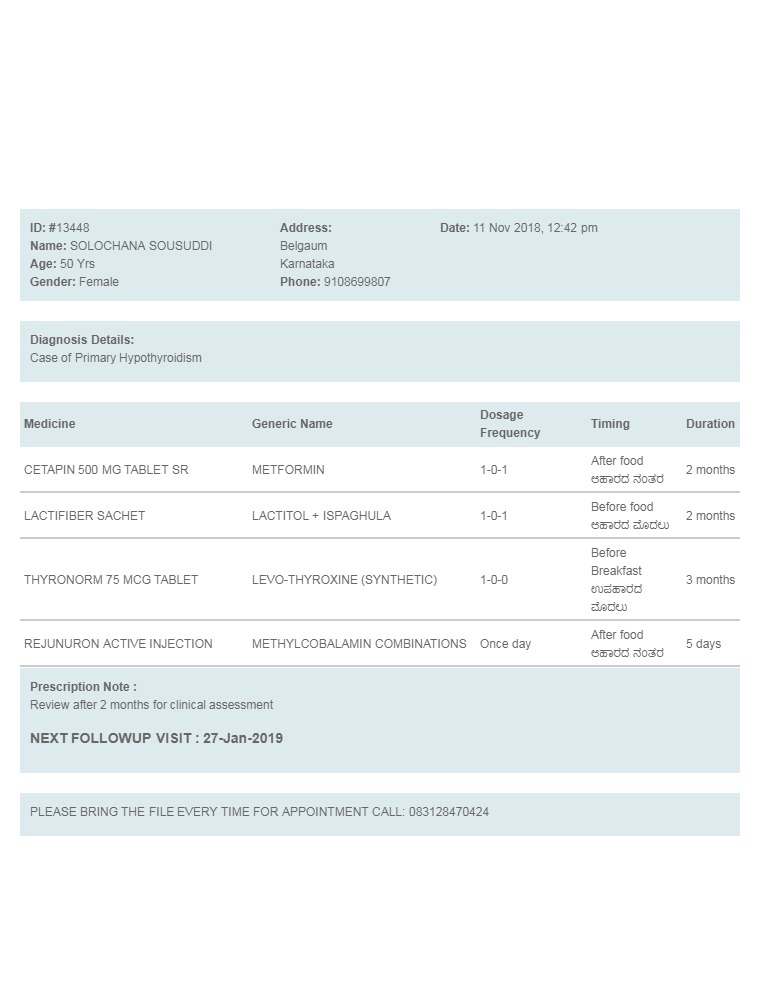 ID: #13448
Name: SOLOCHANA SOUSUDDI
Age: 50 Yrs
Gender: Female
Address:
Belgaum
Karnataka
Phone: 9108699807
Date: 11 Nov 2018, 12:42 pm
Diagnosis Details:
Case of Primary Hypothyroidism
Medicine Generic Name Dosage Frequency Timing Duration
CETAPIN 500 MG TABLET SR METFORMIN 1-0-1 After food ಆಹಾರದ ನಂತರ 2 months
LACTIFIBER SACHET LACTITOL + ISPAGHULA 1-0-1 Before food ಆಹಾರದ ಮೊದಲು 2 months
THYRONORM 75 MCG TABLET LEVO-THYROXINE (SYNTHETIC) 1-0-0 Before Breakfast ಉಪಹಾರದ ಮೊದಲು 3 months
REJUNURON ACTIVE INJECTION METHYLCOBALAMIN COMBINATIONS Once day After food ಆಹಾರದ ನಂತರ 5 days
Prescription Note :
Review after 2 months for clinical assessment
NEXT FOLLOWUP VISIT : 27-Jan-2019
PLEASE BRING THE FILE EVERY TIME FOR APPOINTMENT CALL: 083128470424